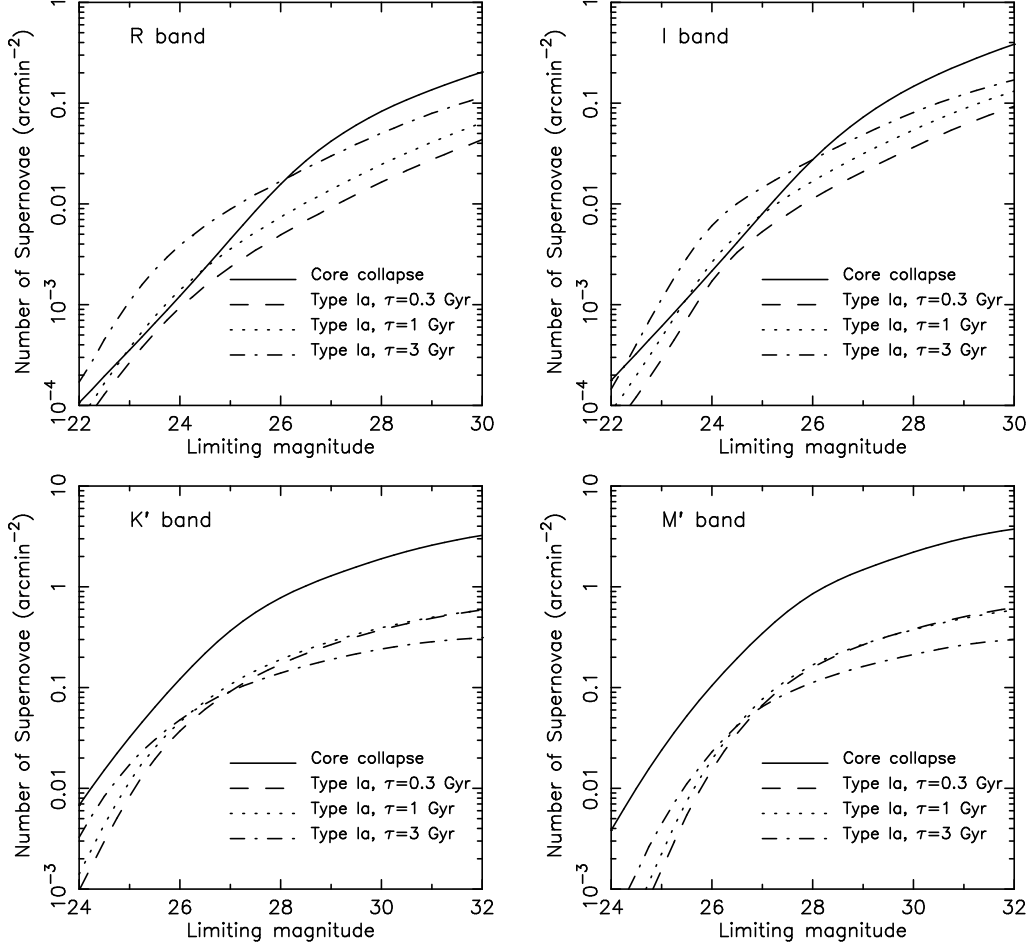 R band
Number of Supernovae (arcmin⁻²)
1
0.1
0.01
10⁻³
10⁻⁴
Core collapse
Type Ia, τ=0.3 Gyr
Type Ia, τ=1 Gyr
Type Ia, τ=3 Gyr
22 24 26 28 30
Limiting magnitude
I band
Number of Supernovae (arcmin⁻²)
1
0.1
0.01
10⁻³
10⁻⁴
Core collapse
Type Ia, τ=0.3 Gyr
Type Ia, τ=1 Gyr
Type Ia, τ=3 Gyr
22 24 26 28 30
Limiting magnitude
K' band
Number of Supernovae (arcmin⁻²)
10
1
0.1
0.01
10⁻³
Core collapse
Type Ia, τ=0.3 Gyr
Type Ia, τ=1 Gyr
Type Ia, τ=3 Gyr
24 26 28 30 32
Limiting magnitude
M' band
Number of Supernovae (arcmin⁻²)
10
1
0.1
0.01
10⁻³
Core collapse
Type Ia, τ=0.3 Gyr
Type Ia, τ=1 Gyr
Type Ia, τ=3 Gyr
24 26 28 30 32
Limiting magnitude